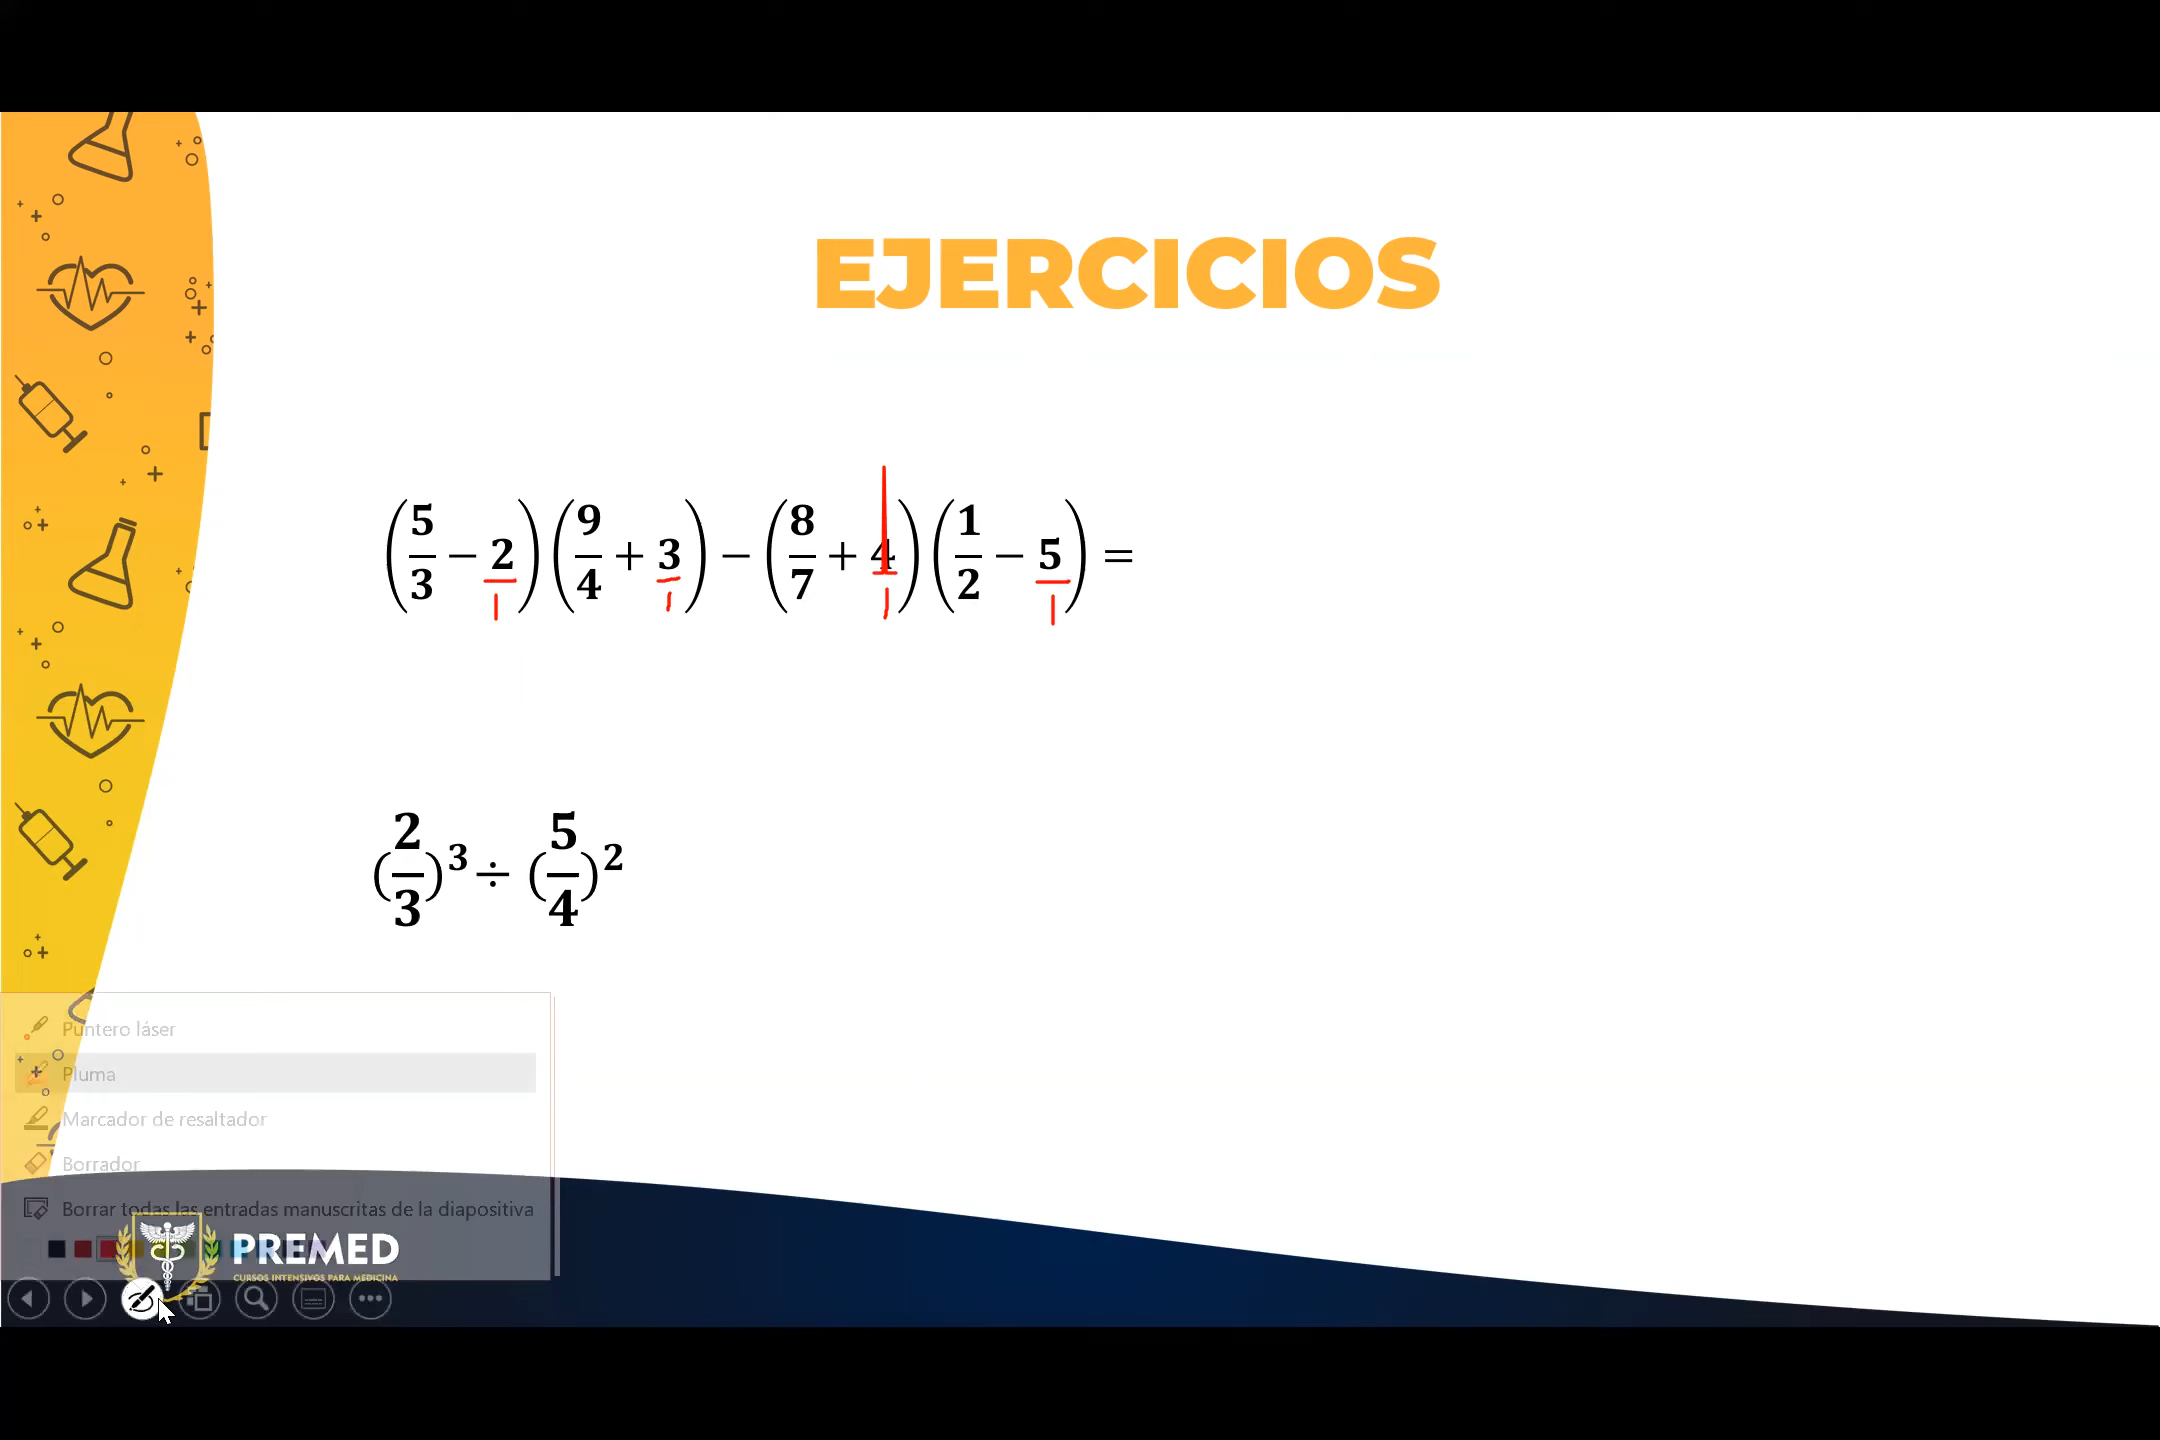 EJERCICIOS
(5/3 − 2/1)(9/4 + 3/1) − (8/7 + 4/1)(1/2 − 5/1) =
(2/3)³ ÷ (5/4)²
Puntero láser
Pluma
Marcador de resaltador
Borrador
Borrar todas las entradas manuscritas de la diapositiva
PREMED
CURSOS INTENSIVOS PARA MEDICINA